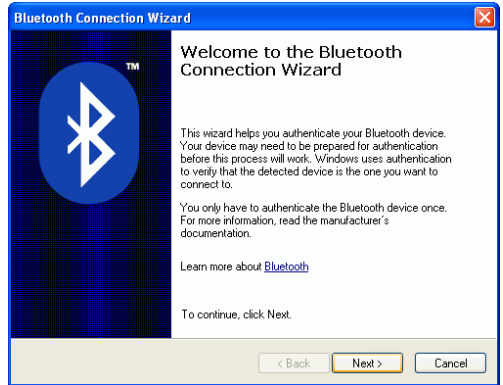 Bluetooth Connection Wizard
TM
Welcome to the Bluetooth
Connection Wizard
This wizard helps you authenticate your Bluetooth device.
Your device may need to be prepared for authentication
before this process will work. Windows uses authentication
to verify that the detected device is the one you want to
connect to.
You only have to authenticate the Bluetooth device once.
For more information, read the manufacturer's
documentation.
Learn more about Bluetooth
To continue, click Next.
< Back
Next >
Cancel